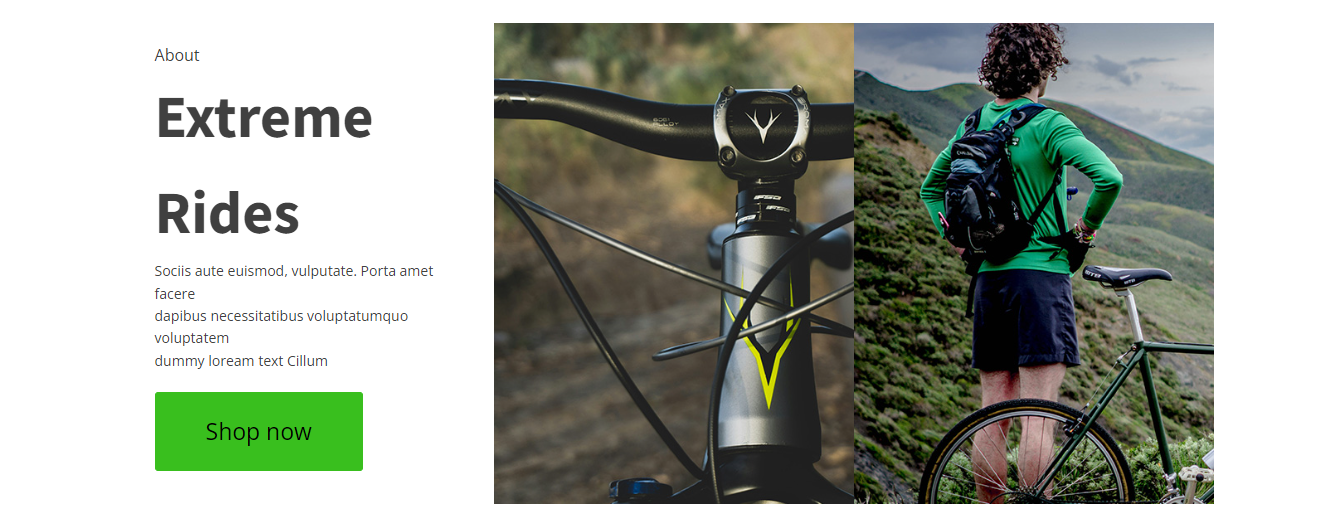 About
Extreme
Rides
Sociis aute euismod, vulputate. Porta amet
facere
dapibus necessitatibus voluptatumquo
voluptatem
dummy loream text Cillum
Shop now